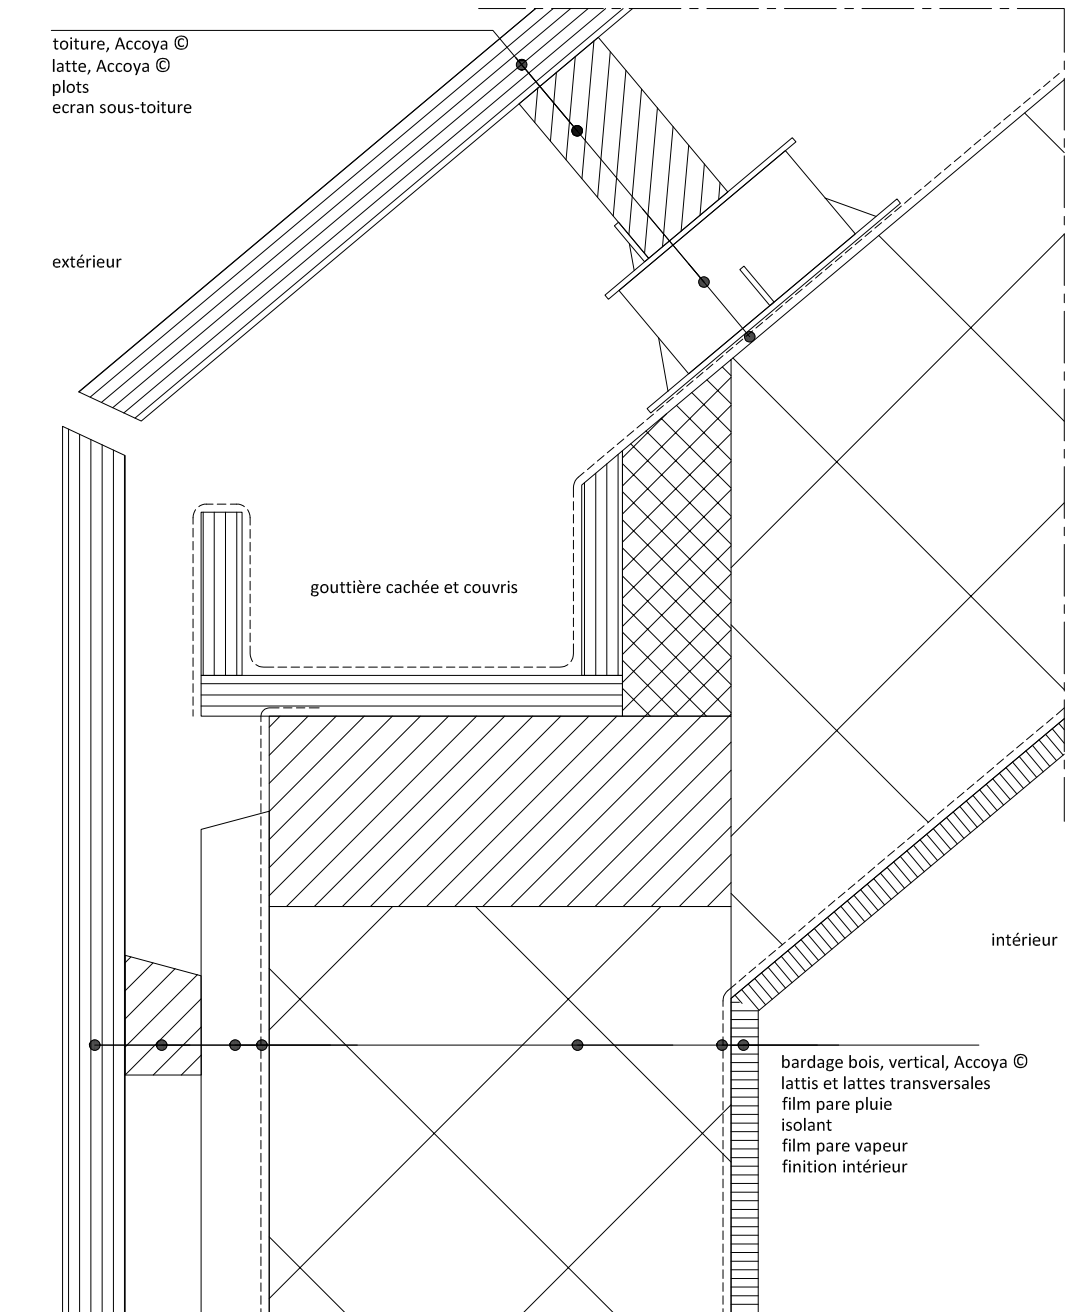 toiture, Accoya ©
latte, Accoya ©
plots
ecran sous-toiture
extérieur
gouttière cachée et couvris
intérieur
bardage bois, vertical, Accoya ©
lattis et lattes transversales
film pare pluie
isolant
film pare vapeur
finition intérieur